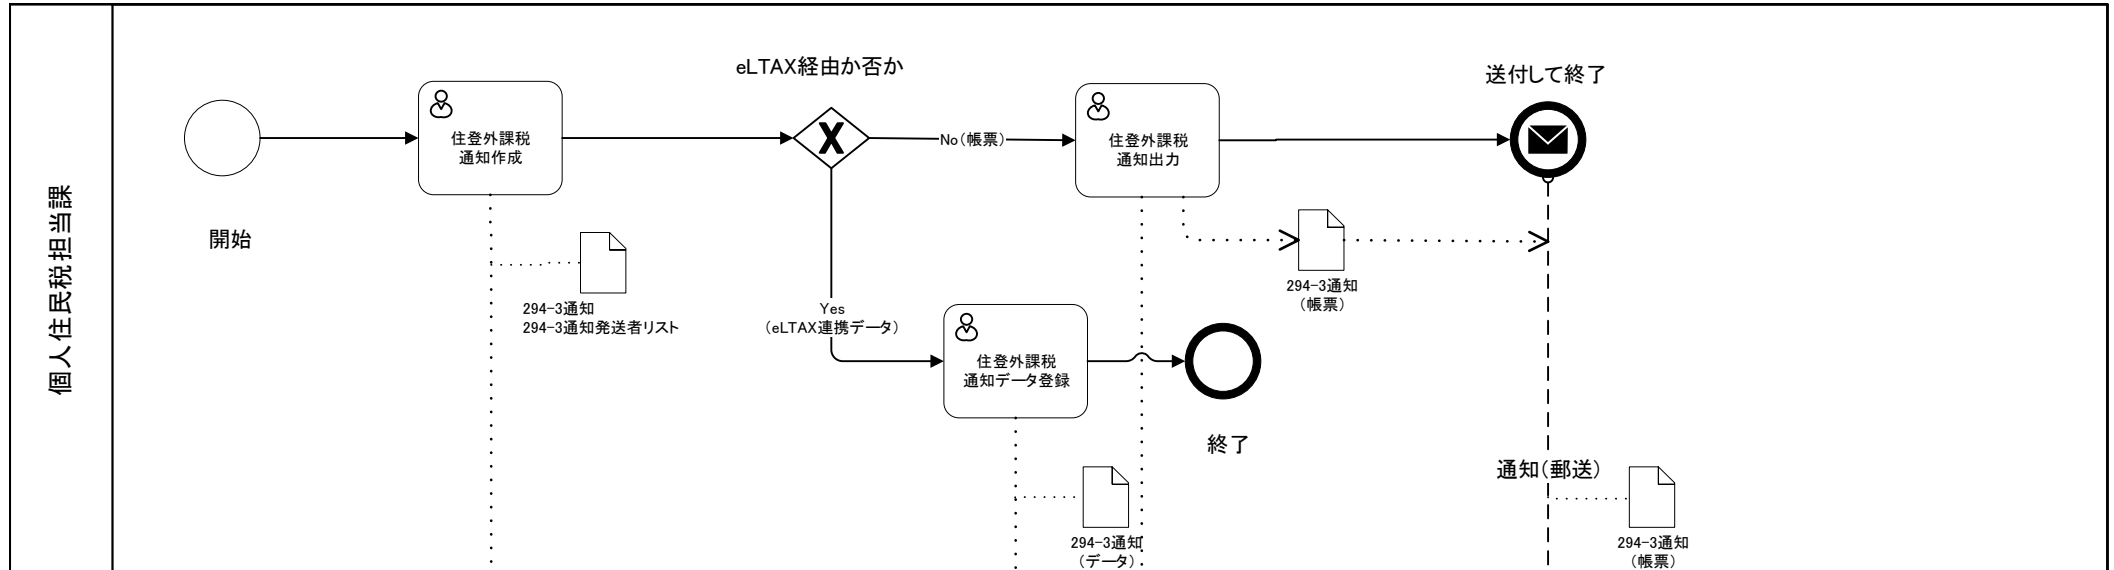 個人住民税担当課
開始
住登外課税
通知作成
294-3通知
294-3通知発送者リスト
eLTAX経由か否か
No（帳票）
Yes
（eLTAX連携データ）
住登外課税
通知出力
294-3通知
（帳票）
送付して終了
住登外課税
通知データ登録
終了
294-3通知
（データ）
通知（郵送）
294-3通知
（帳票）